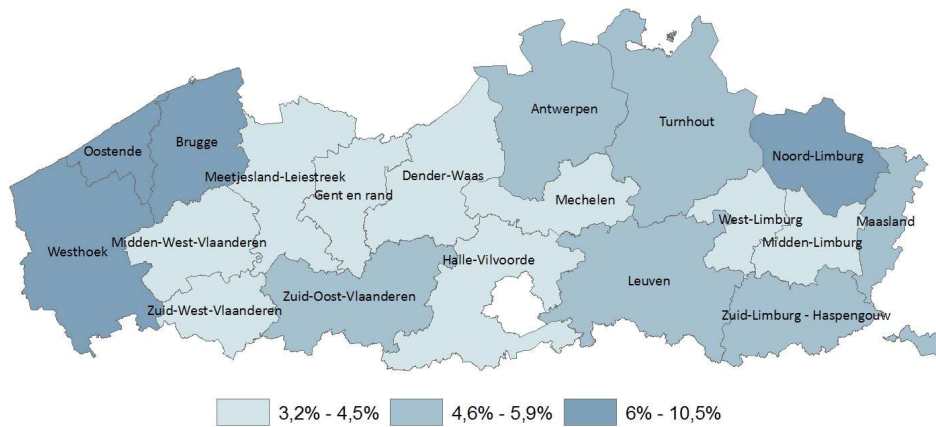 Antwerpen
Turnhout
Oostende
Brugge
Noord-Limburg
Meetjesland-Leiestreek
Dender-Waas
Gent en rand
Mechelen
West-Limburg
Maasland
Midden-West-Vlaanderen
Midden-Limburg
Westhoek
Halle-Vilvoorde
Leuven
Zuid-Oost-Vlaanderen
Zuid-West-Vlaanderen
Zuid-Limburg - Haspengouw
3,2% - 4,5%
4,6% - 5,9%
6% - 10,5%